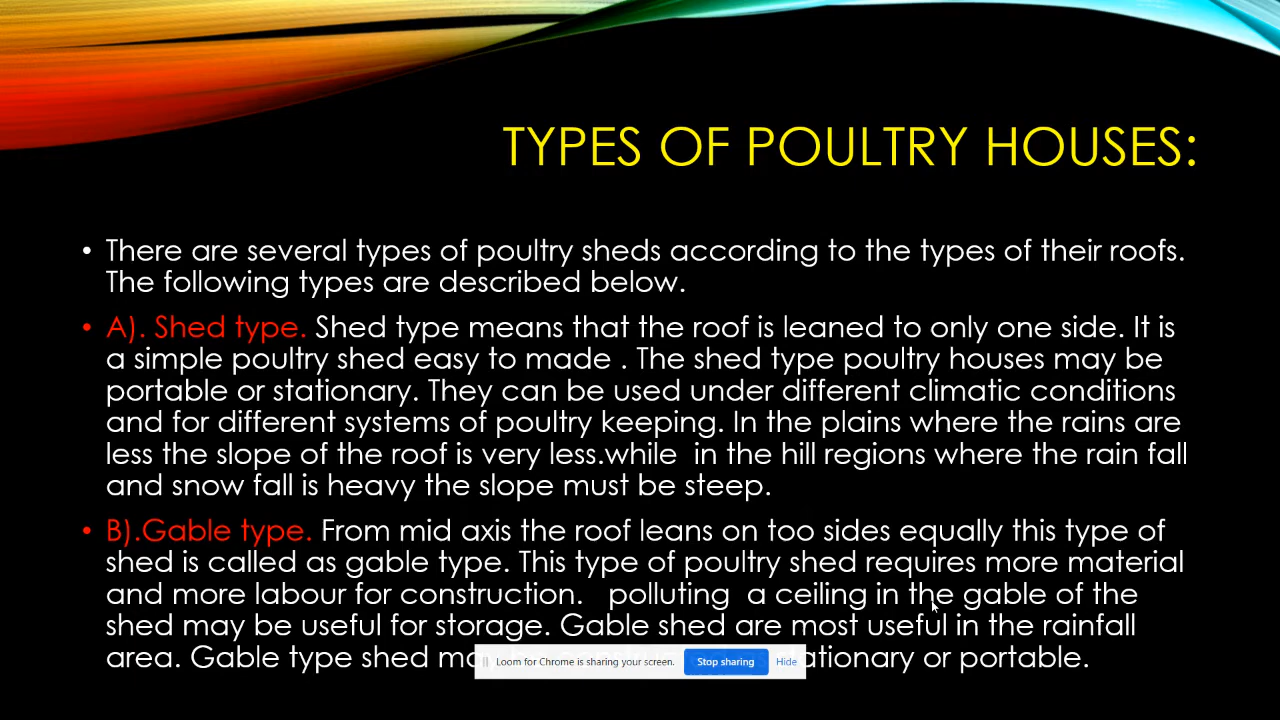 TYPES OF POULTRY HOUSES:
• There are several types of poultry sheds according to the types of their roofs.
The following types are described below.
• A). Shed type. Shed type means that the roof is leaned to only one side. It is
a simple poultry shed easy to made . The shed type poultry houses may be
portable or stationary. They can be used under different climatic conditions
and for different systems of poultry keeping. In the plains where the rains are
less the slope of the roof is very less.while in the hill regions where the rain fall
and snow fall is heavy the slope must be steep.
• B).Gable type. From mid axis the roof leans on too sides equally this type of
shed is called as gable type. This type of poultry shed requires more material
and more labour for construction. polluting a ceiling in the gable of the
shed may be useful for storage. Gable shed are most useful in the rainfall
area. Gable type shed or portable.
Loom for Chrome is sharing your screen. Stop sharing Hide